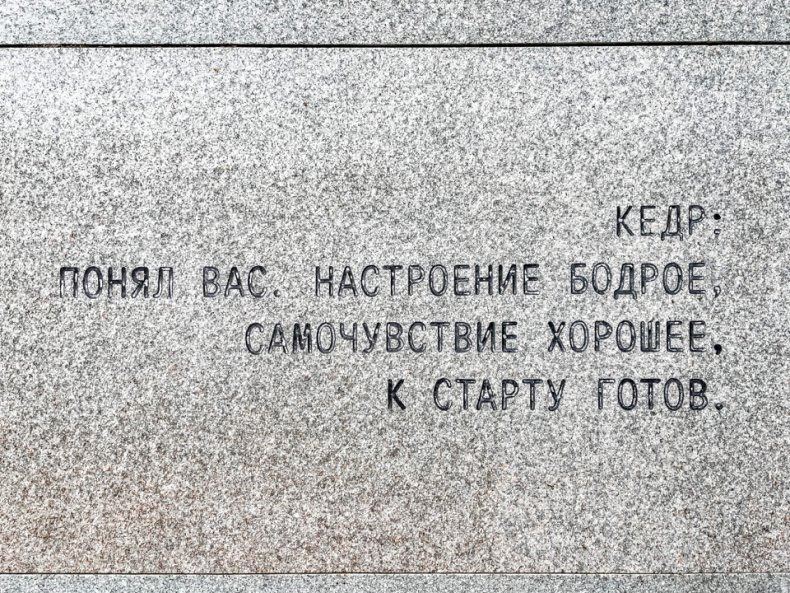 КЕДР:
ПОНЯЛ ВАС. НАСТРОЕНИЕ БОДРОЕ,
САМОЧУВСТВИЕ ХОРОШЕЕ,
К СТАРТУ ГОТОВ.